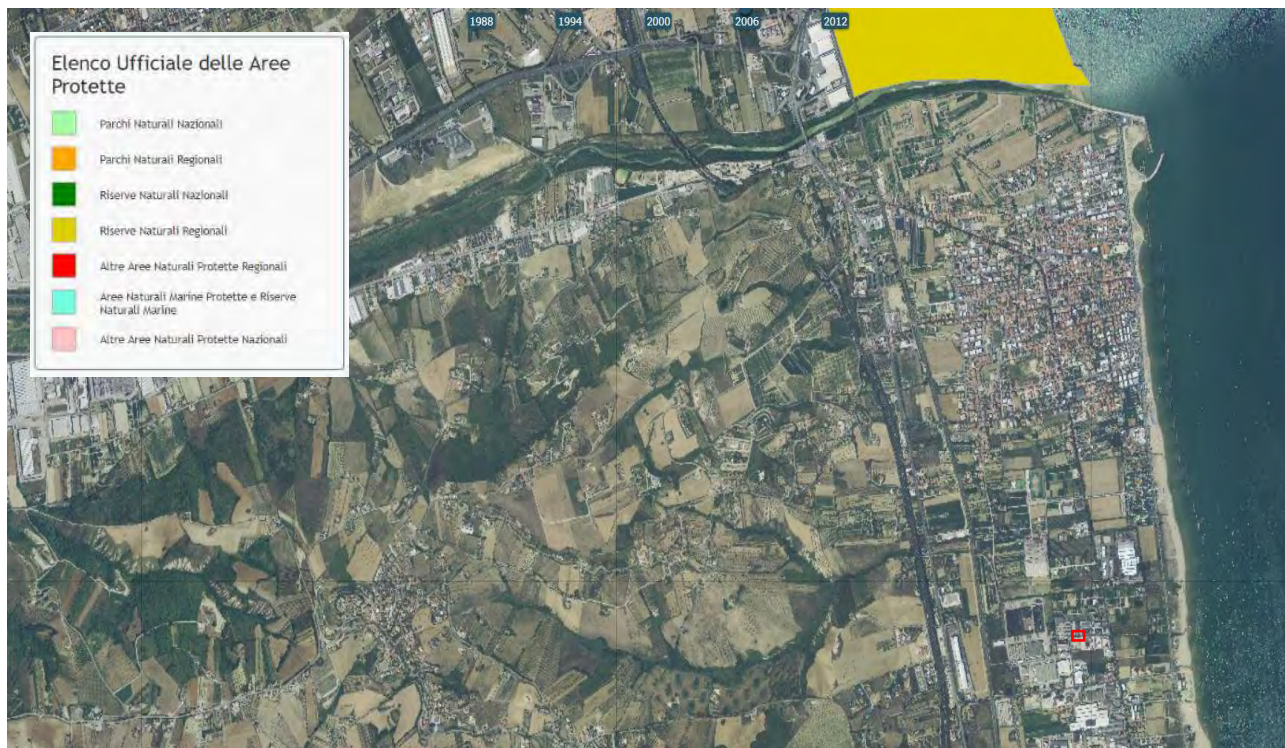 1988 1994 2000 2006 2012
Elenco Ufficiale delle Aree
Protette
Parchi Naturali Nazionali
Parchi Naturali Regionali
Riserve Naturali Nazionali
Riserve Naturali Regionali
Altre Aree Naturali Protette Regionali
Aree Naturali Marine Protette e Riserve
Naturali Marine
Altre Aree Naturali Protette Nazionali